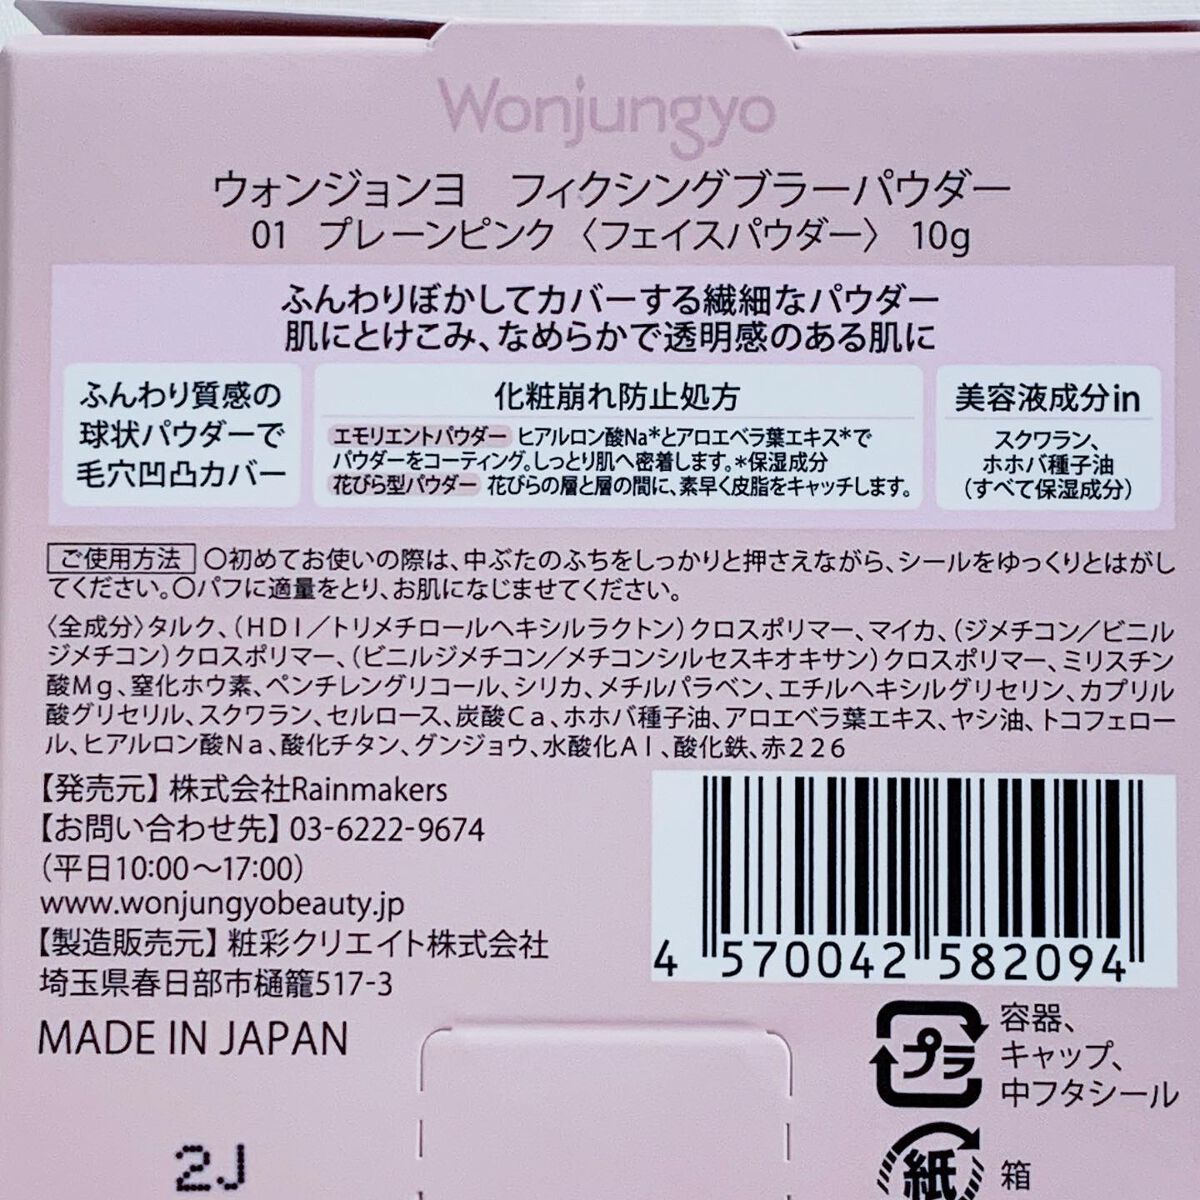 Wonjungyo
ウォンジョンヨ　フィクシングブラーパウダー
01　プレーンピンク〈フェイスパウダー〉 10g
ふんわりぼかしてカバーする繊細なパウダー
肌にとけこみ、なめらかで透明感のある肌に
ふんわり質感の
球状パウダーで
毛穴凹凸カバー
化粧崩れ防止処方
エモリエントパウダー ヒアルロン酸Na*とアロエベラ葉エキス*で
パウダーをコーティング。しっとり肌へ密着します。*保湿成分
花びら型パウダー 花びらの層と層の間に、素早く皮脂をキャッチします。
美容液成分in
スクワラン、
ホホバ種子油
(すべて保湿成分)
ご使用方法 〇初めてお使いの際は、中ぶたのふちをしっかりと押さえながら、シールをゆっくりとはがし
てください。〇パフに適量をとり、お肌になじませてください。
〈全成分〉タルク、(HDI／トリメチロールヘキシルラクトン)クロスポリマー、マイカ、(ジメチコン／ビニル
ジメチコン)クロスポリマー、(ビニルジメチコン／メチコンシルセスキオキサン)クロスポリマー、ミリスチン
酸Mg、窒化ホウ素、ペンチレングリコール、シリカ、メチルパラベン、エチルヘキシルグリセリン、カプリル
酸グリセリル、スクワラン、セルロース、炭酸Ca、ホホバ種子油、アロエベラ葉エキス、ヤシ油、トコフェロー
ル、ヒアルロン酸Na、酸化チタン、グンジョウ、水酸化Al、酸化鉄、赤226
【発売元】株式会社Rainmakers
【お問い合わせ先】03-6222-9674
(平日10:00～17:00)
www.wonjungyobeauty.jp
【製造販売元】粧彩クリエイト株式会社
埼玉県春日部市樋籠517-3
MADE IN JAPAN
4 570042 582094
プラ
容器、
キャップ、
中フタシール
紙 箱
2J